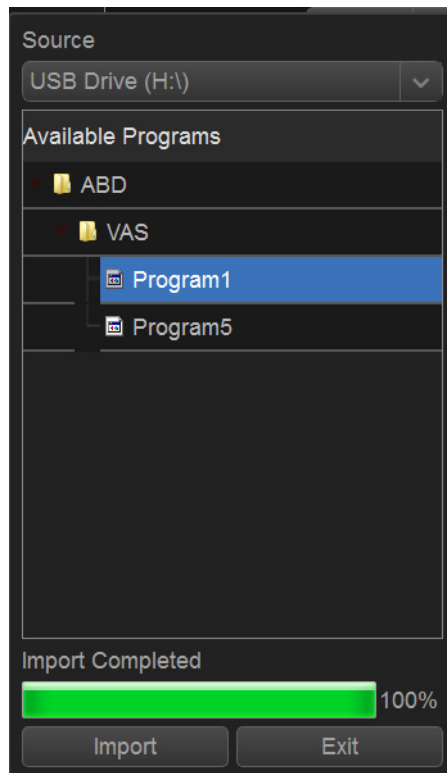 Source
USB Drive (H:\)
Available Programs
ABD
VAS
Program1
Program5
Import Completed
100%
Import Exit